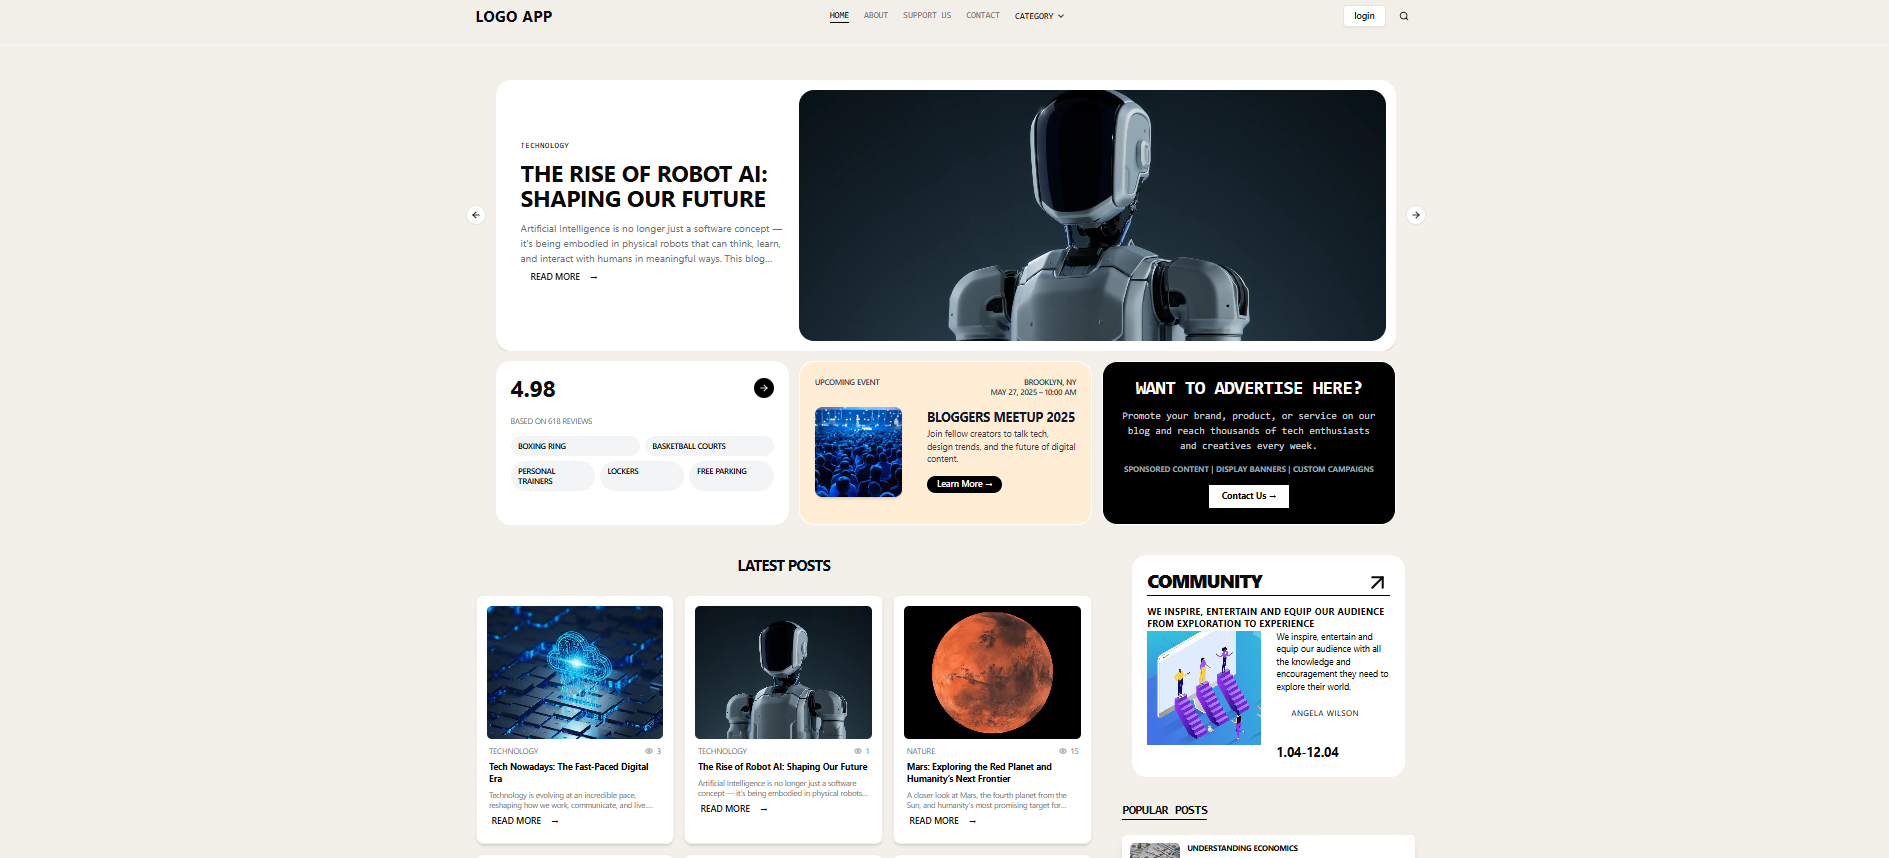 LOGO APP
HOME ABOUT SUPPORT US CONTACT CATEGORY
login
TECHNOLOGY
THE RISE OF ROBOT AI:
SHAPING OUR FUTURE
Artificial Intelligence is no longer just a software concept —
it's being embodied in physical robots that can think, learn,
and interact with humans in meaningful ways. This blog...
READ MORE →
4.98
BASED ON 618 REVIEWS
BOXING RING
BASKETBALL COURTS
PERSONAL
TRAINERS
LOCKERS
FREE PARKING
UPCOMING EVENT
BROOKLYN, NY
MAY 27, 2025 – 10:00 AM
BLOGGERS MEETUP 2025
Join fellow creators to talk tech,
design trends, and the future of digital
content.
Learn More →
WANT TO ADVERTISE HERE?
Promote your brand, product, or service on our
blog and reach thousands of tech enthusiasts
and creatives every week.
SPONSORED CONTENT | DISPLAY BANNERS | CUSTOM CAMPAIGNS
Contact Us →
LATEST POSTS
TECHNOLOGY 3
Tech Nowadays: The Fast-Paced Digital
Era
Technology is evolving at an incredible pace,
reshaping how we work, communicate, and live....
READ MORE →
TECHNOLOGY 1
The Rise of Robot AI: Shaping Our Future
Artificial Intelligence is no longer just a software
concept — it's being embodied in physical robots...
READ MORE →
NATURE 15
Mars: Exploring the Red Planet and
Humanity's Next Frontier
A closer look at Mars, the fourth planet from the
Sun, and humanity's most promising target for...
READ MORE →
COMMUNITY
WE INSPIRE, ENTERTAIN AND EQUIP OUR AUDIENCE
FROM EXPLORATION TO EXPERIENCE
We inspire, entertain and
equip our audience with all
the knowledge and
encouragement they need to
explore their world.
ANGELA WILSON
1.04-12.04
POPULAR POSTS
UNDERSTANDING ECONOMICS